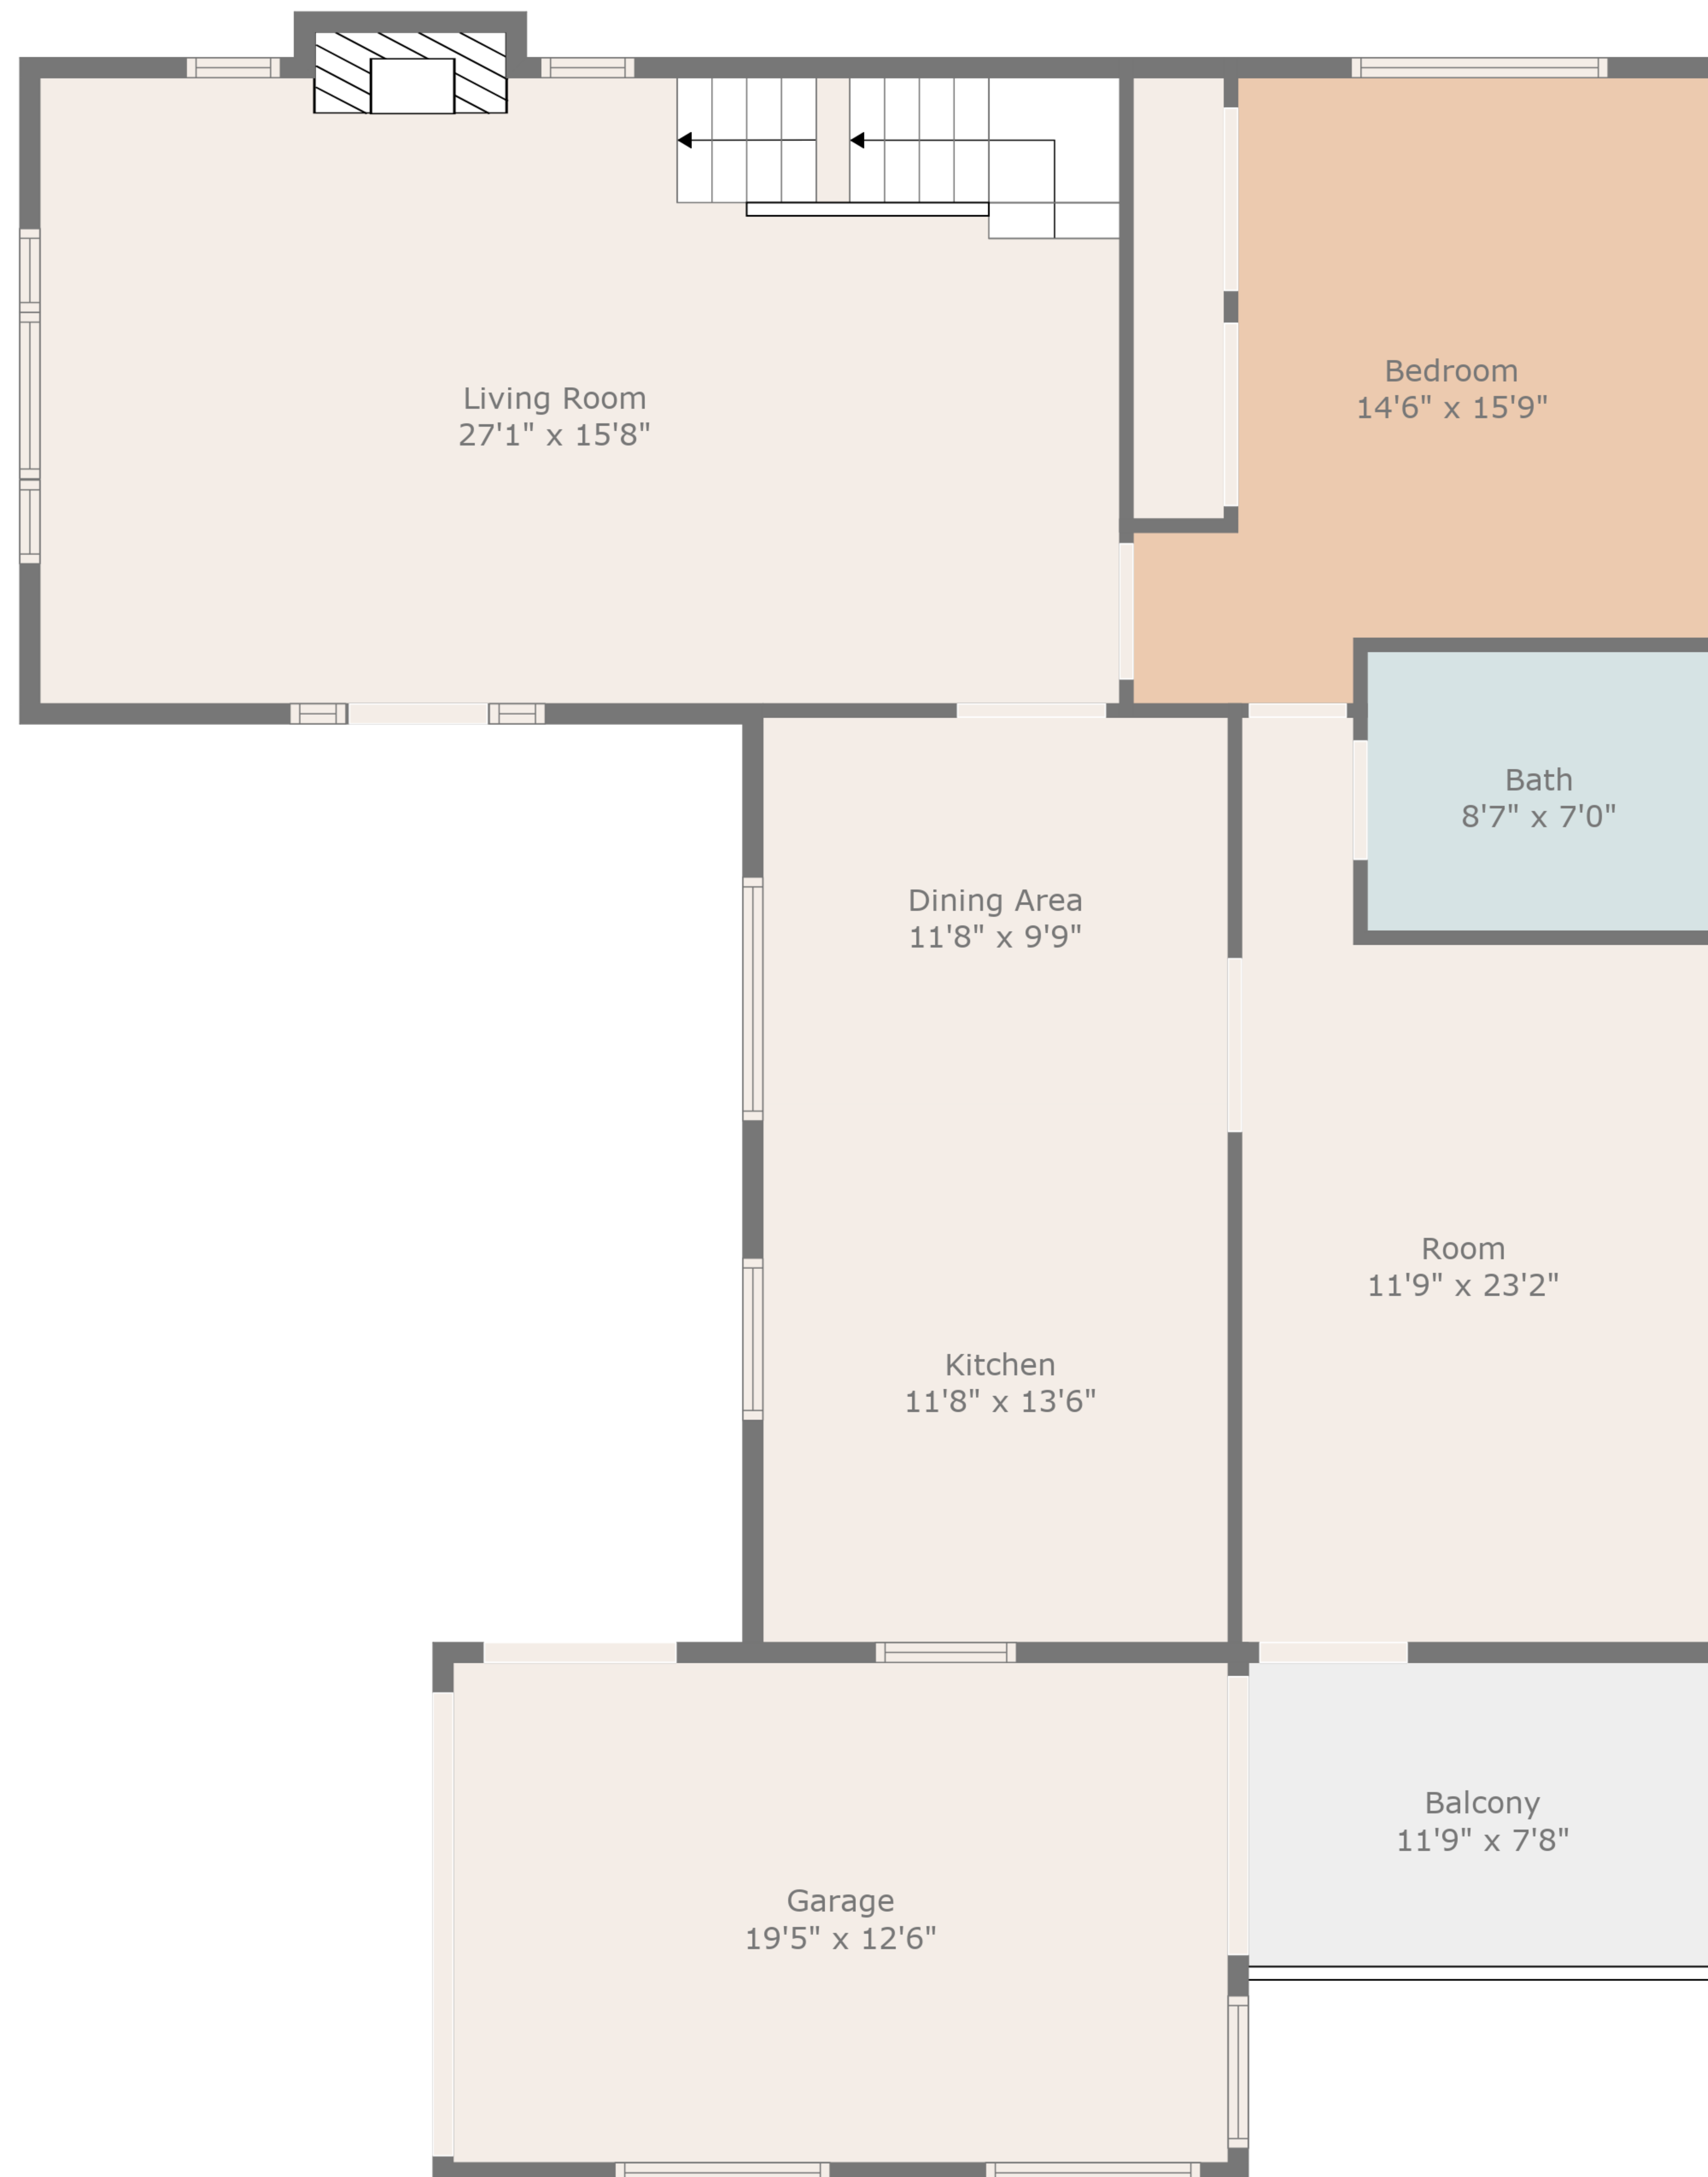 Living Room
27'1" x 15'8"
Bedroom
14'6" x 15'9"
Bath
8'7" x 7'0"
Dining Area
11'8" x 9'9"
Room
11'9" x 23'2"
Kitchen
11'8" x 13'6"
Balcony
11'9" x 7'8"
Garage
19'5" x 12'6"